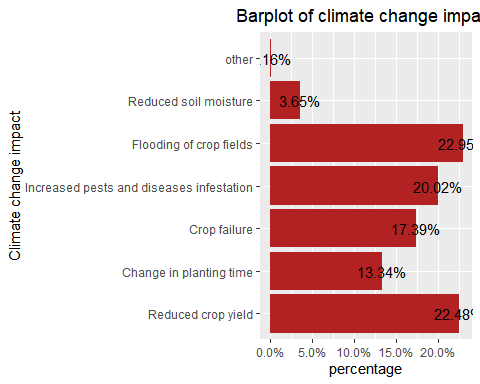 Barplot of climate change impa
Climate change impact
other
.16%
Reduced soil moisture
3.65%
Flooding of crop fields
22.95
Increased pests and diseases infestation
20.02%
Crop failure
17.39%
Change in planting time
13.34%
Reduced crop yield
22.48%
0.0% 5.0% 10.0% 15.0% 20.0%
percentage